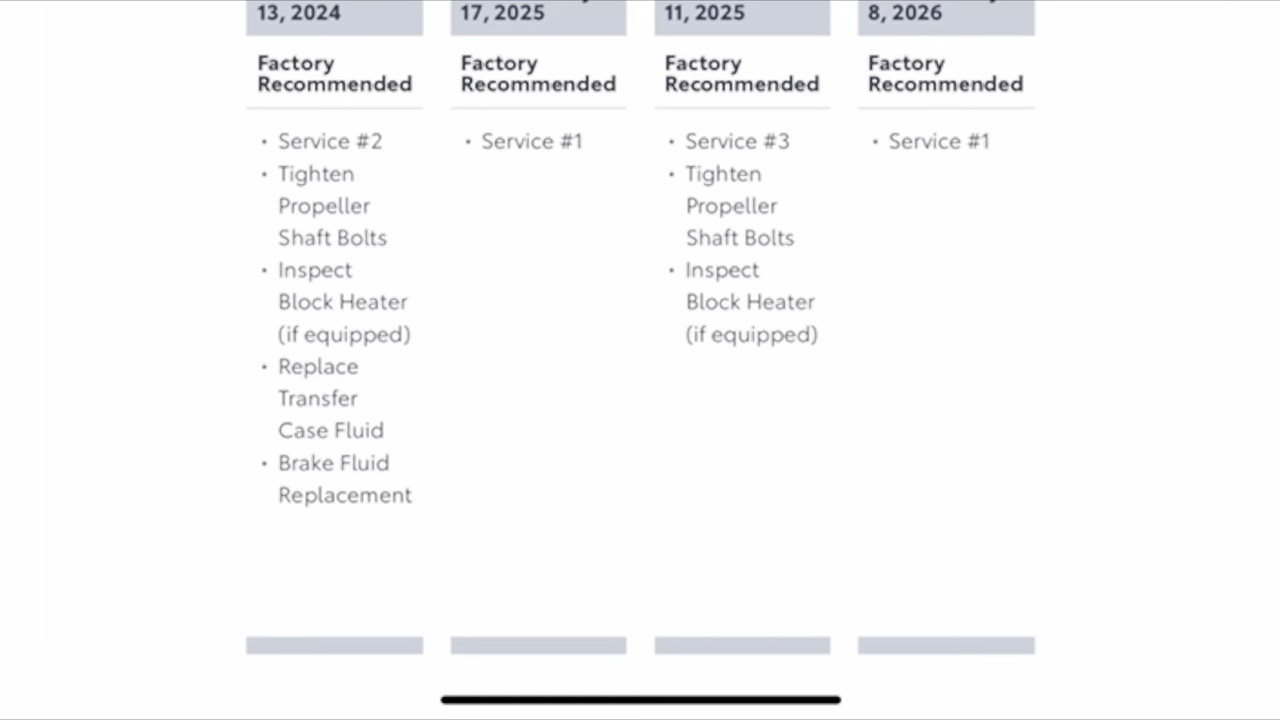 13, 2024
Factory
Recommended
• Service #2
• Tighten
Propeller
Shaft Bolts
• Inspect
Block Heater
(if equipped)
• Replace
Transfer
Case Fluid
• Brake Fluid
Replacement
17, 2025
Factory
Recommended
• Service #1
11, 2025
Factory
Recommended
• Service #3
• Tighten
Propeller
Shaft Bolts
• Inspect
Block Heater
(if equipped)
8, 2026
Factory
Recommended
• Service #1